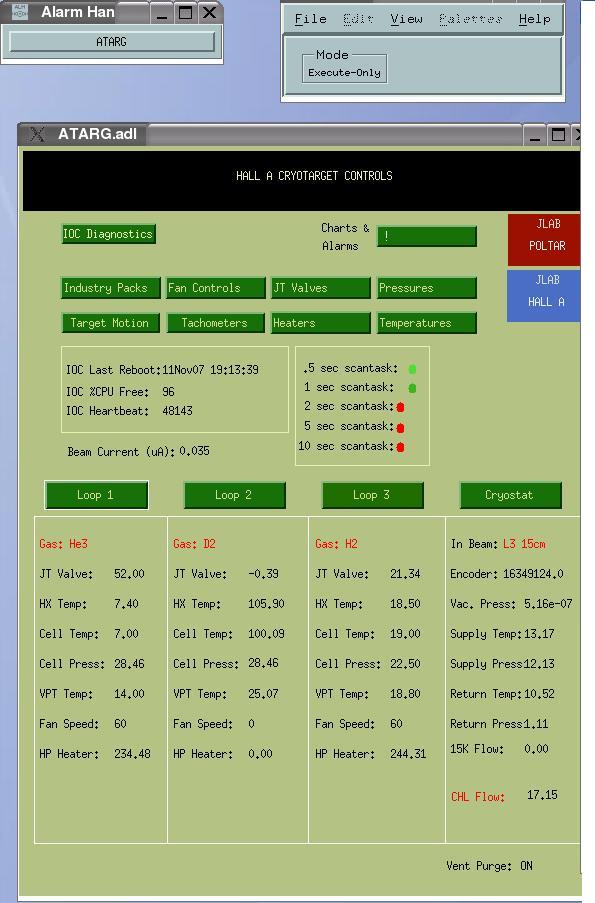 Alarm Han
ATARG
File Edit View Palettes Help
Mode
Execute-Only
ATARG.adl
HALL A CRYOTARGET CONTROLS
IOC Diagnostics
Charts &
Alarms
!
JLAB
POLTAR
JLAB
HALL A
Industry Packs Fan Controls JT Valves Pressures
Target Motion Tachometers Heaters Temperatures
IOC Last Reboot:11Nov07 19:13:39
IOC %CPU Free: 96
IOC Heartbeat: 48143
.5 sec scantask:
1 sec scantask:
2 sec scantask:
5 sec scantask:
10 sec scantask:
Beam Current (uA): 0.035
Loop 1 Loop 2 Loop 3 Cryostat
Gas: He3
JT Valve: 52.00
HX Temp: 7.40
Cell Temp: 7.00
Cell Press: 28.46
VPT Temp: 14.00
Fan Speed: 60
HP Heater: 234.48
Gas: D2
JT Valve: -0.39
HX Temp: 105.90
Cell Temp: 100.09
Cell Press: 28.46
VPT Temp: 25.07
Fan Speed: 0
HP Heater: 0.00
Gas: H2
JT Valve: 21.34
HX Temp: 18.50
Cell Temp: 19.00
Cell Press: 22.50
VPT Temp: 18.80
Fan Speed: 60
HP Heater: 244.31
In Beam: L3 15cm
Encoder: 16349124.0
Vac. Press: 5.16e-07
Supply Temp: 13.17
Supply Press12.13
Return Temp: 10.52
Return Press1.11
15K Flow: 0.00
CHL Flow: 17.15
Vent Purge: ON